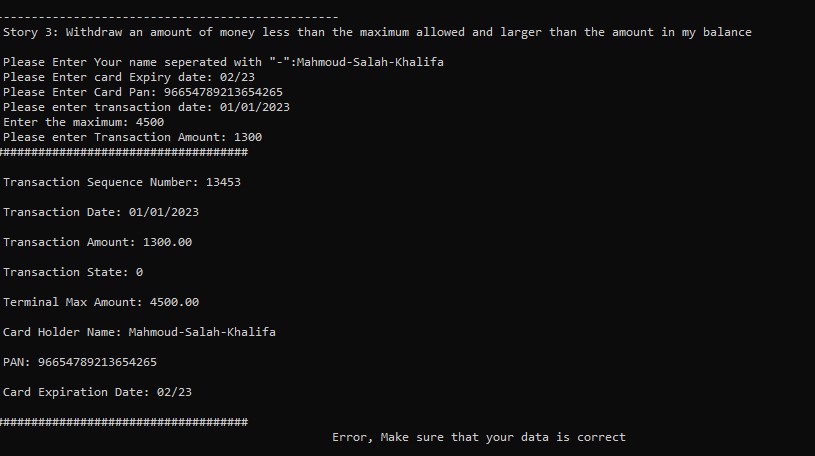 ------------------------------------------------
Story 3: Withdraw an amount of money less than the maximum allowed and larger than the amount in my balance
Please Enter Your name seperated with "-":Mahmoud-Salah-Khalifa
Please Enter card Expiry date: 02/23
Please Enter Card Pan: 96654789213654265
Please enter transaction date: 01/01/2023
Enter the maximum: 4500
Please enter Transaction Amount: 1300
###################################
Transaction Sequence Number: 13453
Transaction Date: 01/01/2023
Transaction Amount: 1300.00
Transaction State: 0
Terminal Max Amount: 4500.00
Card Holder Name: Mahmoud-Salah-Khalifa
PAN: 96654789213654265
Card Expiration Date: 02/23
###################################
Error, Make sure that your data is correct